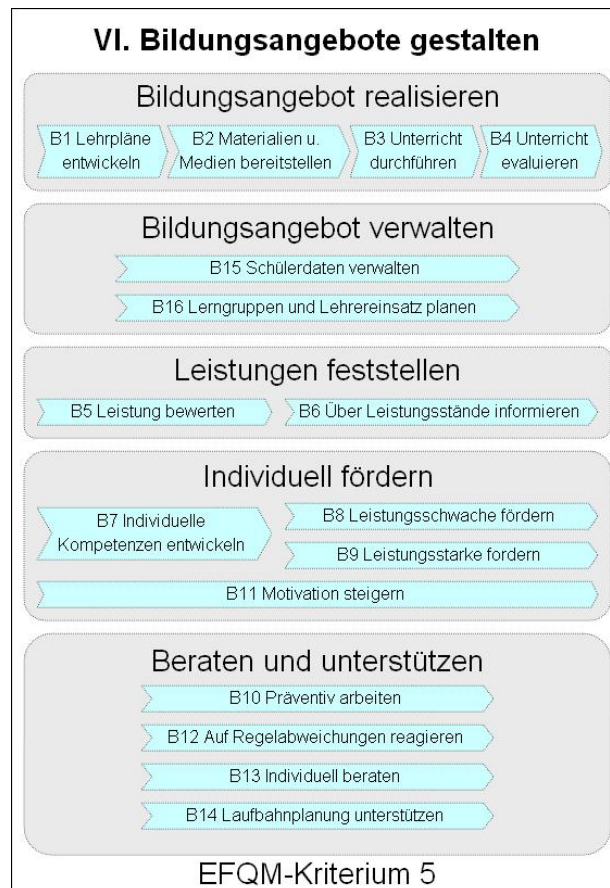 VI. Bildungsangebote gestalten
Bildungsangebot realisieren
B1 Lehrpläne
entwickeln
B2 Materialien u.
Medien bereitstellen
B3 Unterricht
durchführen
B4 Unterricht
evaluieren
Bildungsangebot verwalten
B15 Schülerdaten verwalten
B16 Lerngruppen und Lehrereinsatz planen
Leistungen feststellen
B5 Leistung bewerten
B6 Über Leistungsstände informieren
Individuell fördern
B7 Individuelle
Kompetenzen entwickeln
B8 Leistungsschwache fördern
B9 Leistungsstarke fordern
B11 Motivation steigern
Beraten und unterstützen
B10 Präventiv arbeiten
B12 Auf Regelabweichungen reagieren
B13 Individuell beraten
B14 Laufbahnplanung unterstützen
EFQM-Kriterium 5